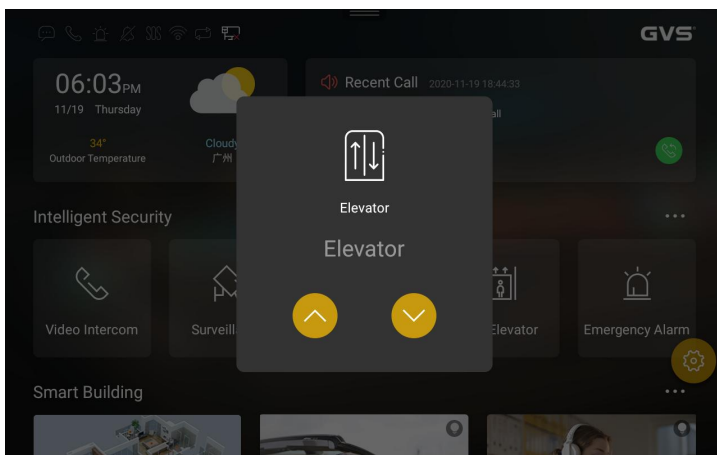 SOS
GVS
06:03PM
11/19 Thursday
34°
Outdoor Temperature
Cloudy
广州
Recent Call 2020-11-19 18:44:33
all
Elevator
Elevator
Intelligent Security
Video Intercom
Surveill
Elevator
Emergency Alarm
Smart Building